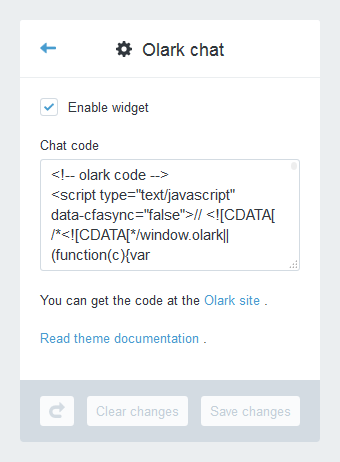 Olark chat
Enable widget
Chat code
<!-- olark code -->
<script type="text/javascript"
data-cfasync="false">// <![CDATA[
/*<![CDATA[*/window.olark||
(function(c){var
You can get the code at the Olark site .
Read theme documentation .
Clear changes Save changes